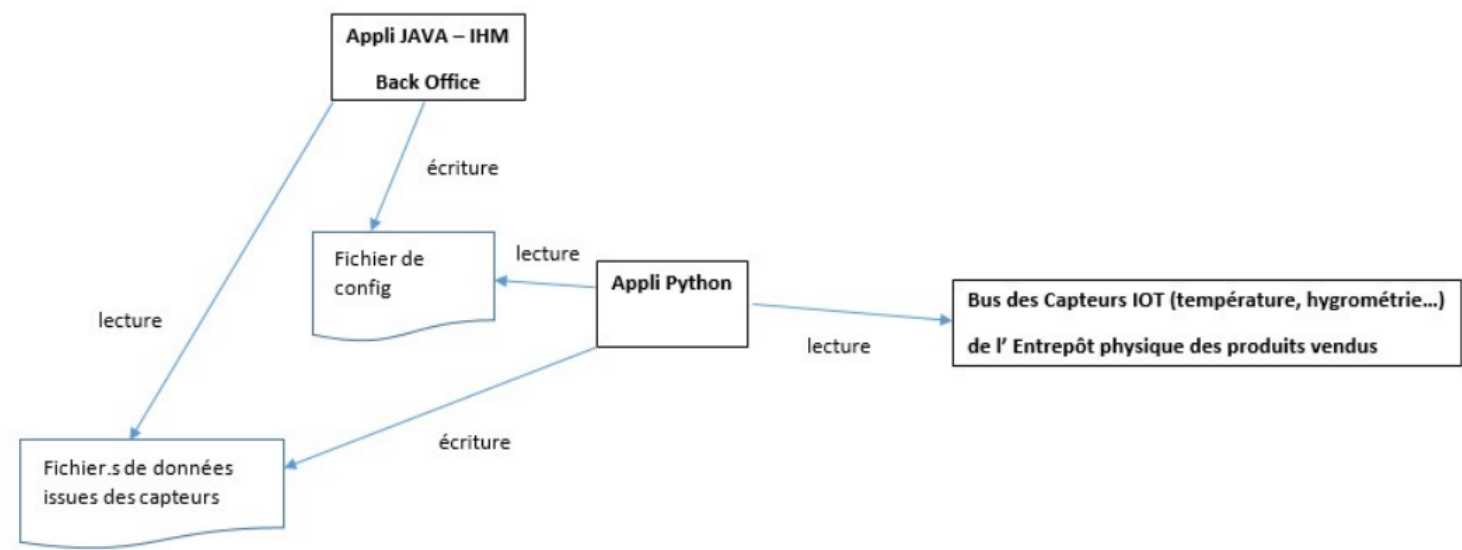 Appli JAVA – IHM
Back Office
écriture
Fichier de
config
lecture
Appli Python
Bus des Capteurs IOT (température, hygrométrie…)
de l’ Entrepôt physique des produits vendus
lecture
lecture
écriture
Fichier.s de données
issues des capteurs